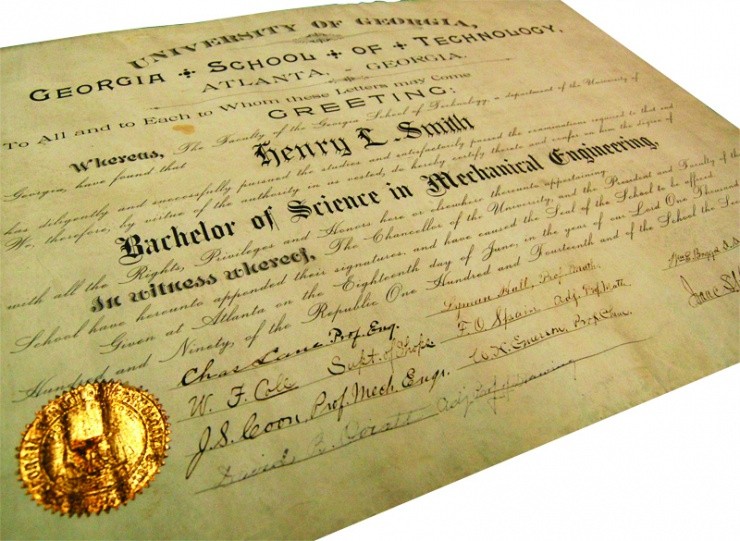 UNIVERSITY OF GEORGIA,
GEORGIA + SCHOOL + OF + TECHNOLOGY,
ATLANTA, GEORGIA.
To All and to Each to Whom these Letters may Come
GREETING:
Whereas, The Faculty of the Georgia School of Technology, a department of the University of
Georgia, have found that Henry L. Smith
has diligently and successfully pursued the studies and satisfactorily passed the examinations required to that end
We, therefore, by virtue of the authority in us vested, do hereby certify thereto and confer on him the degree of
Bachelor of Science in Mechanical Engineering,
with all the Rights, Privileges and Honors here or elsewhere thereunto appertaining.
In witness whereof, The Chancellor of the University, and the President and Faculty of the
School have hereunto appended their signatures, and have caused the Seal of the School to be affixed.
Given at Atlanta on the Eighteenth day of June, in the year of our Lord One Thousand
Hundred and Ninety, of the Republic One Hundred and Fourteenth and of the School the Sec
Wm E Boggs D.D.
Isaac S.
Chas Lane Prof. Eng. Lyman Hall, Prof. Math.
W. F. Cole Supt. of Shops F. O. Spain Adj. Prof. Math
J. S. Coon, Prof. Mech. Engr. W. H. Emerson, Prof. Chem.
Adj. Prof. Drawing